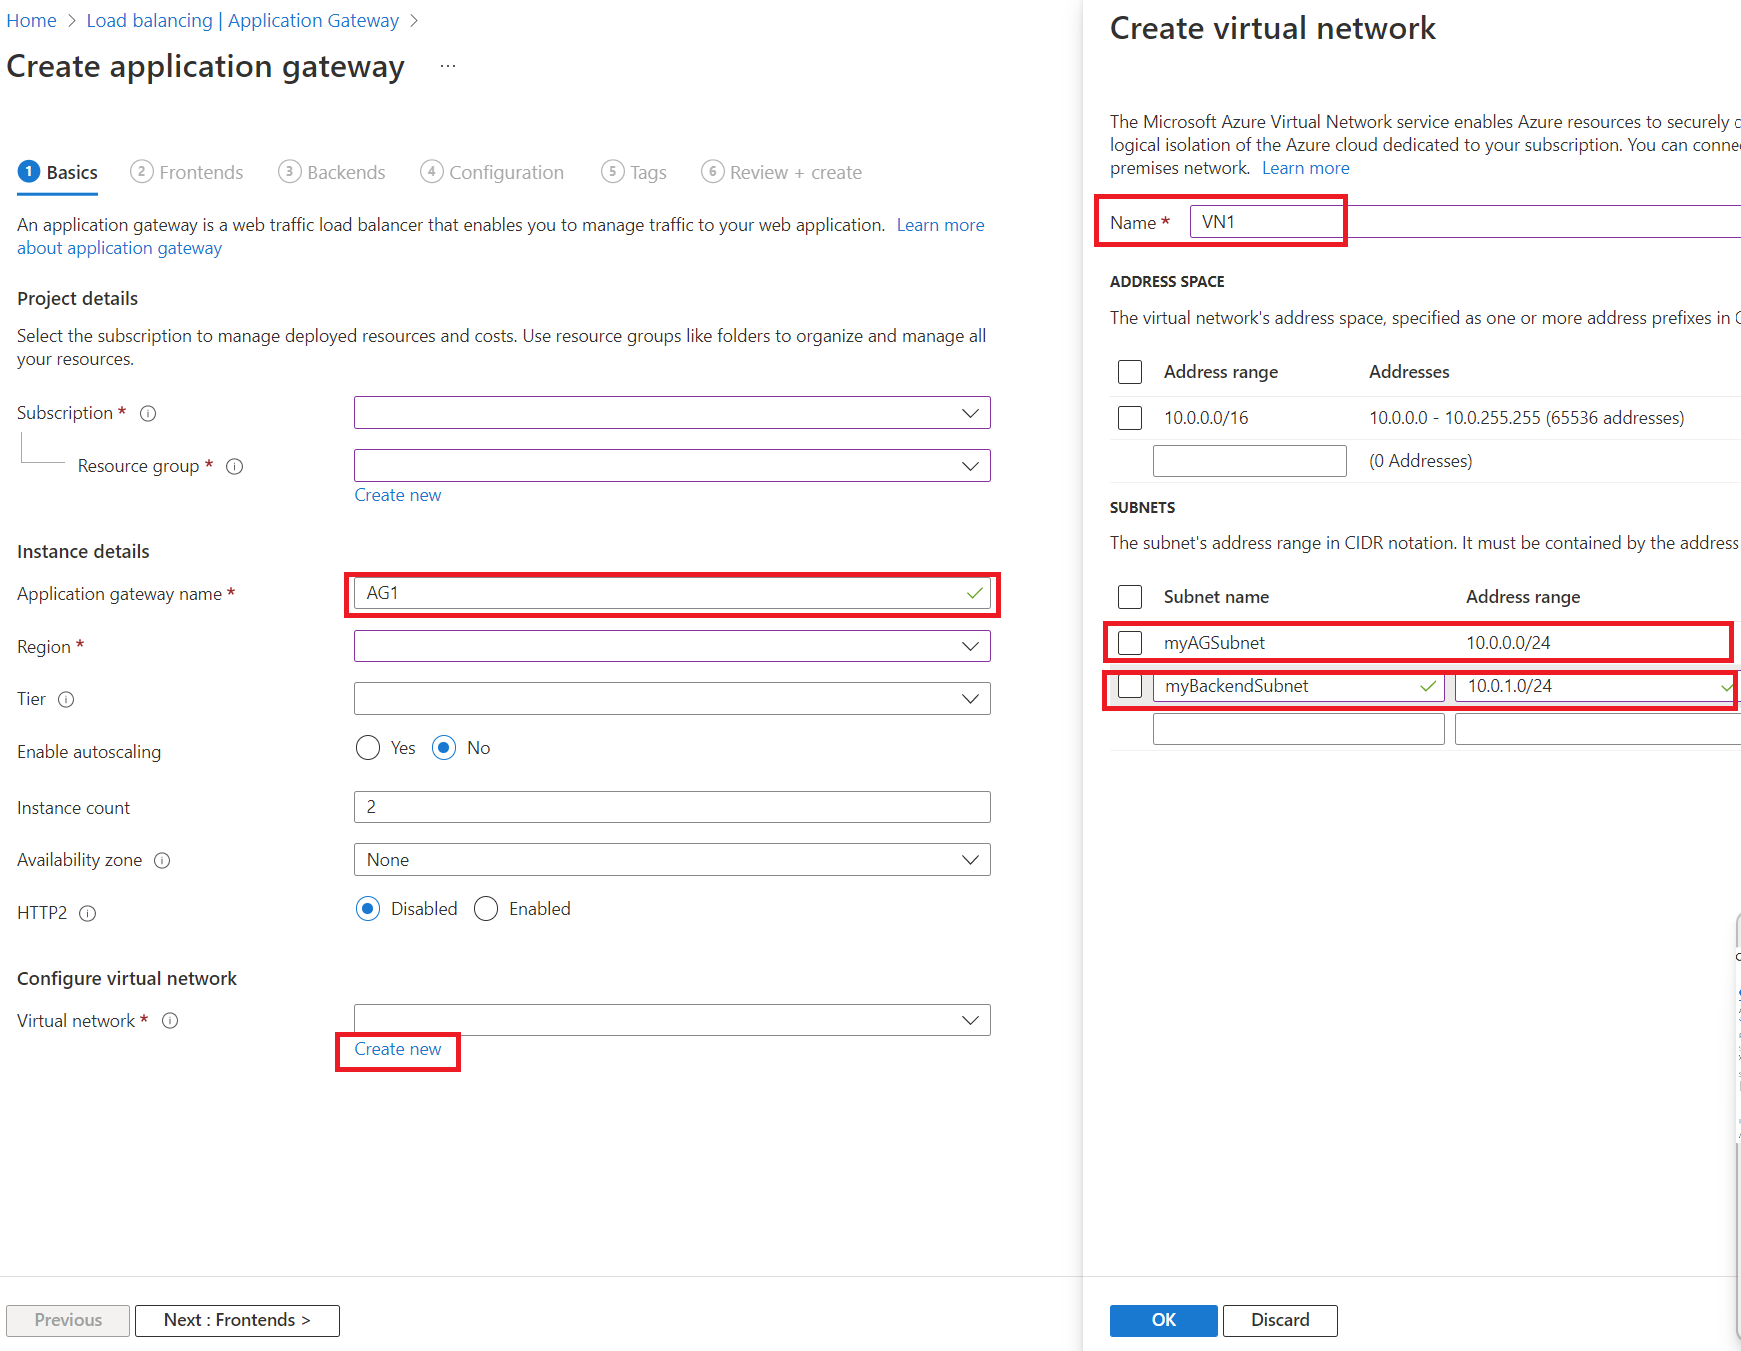 Home > Load balancing | Application Gateway >
Create application gateway ...
1 Basics
2 Frontends
3 Backends
4 Configuration
5 Tags
6 Review + create
An application gateway is a web traffic load balancer that enables you to manage traffic to your web application. Learn more
about application gateway
Project details
Select the subscription to manage deployed resources and costs. Use resource groups like folders to organize and manage all
your resources.
Subscription *
Resource group *
Create new
Instance details
Application gateway name *
AG1
Region *
Tier
Enable autoscaling
Yes
No
Instance count
2
Availability zone
None
HTTP2
Disabled
Enabled
Configure virtual network
Virtual network *
Create new
Previous
Next : Frontends >
Create virtual network
The Microsoft Azure Virtual Network service enables Azure resources to securely
logical isolation of the Azure cloud dedicated to your subscription. You can conne
premises network. Learn more
Name *
VN1
ADDRESS SPACE
The virtual network's address space, specified as one or more address prefixes in
Address range
Addresses
10.0.0.0/16
10.0.0.0 - 10.0.255.255 (65536 addresses)
(0 Addresses)
SUBNETS
The subnet's address range in CIDR notation. It must be contained by the address
Subnet name
Address range
myAGSubnet
10.0.0.0/24
myBackendSubnet
10.0.1.0/24
OK
Discard